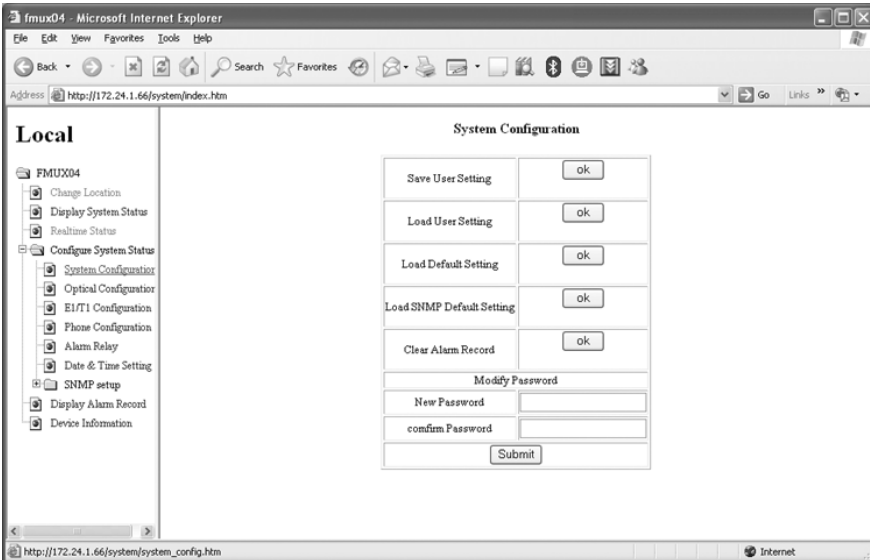 fmux04 - Microsoft Internet Explorer
File Edit View Favorites Tools Help
Back Search Favorites
Address http://172.24.1.66/system/index.htm Go Links »
Local
FMUX04
Change Location
Display System Status
Realtime Status
Configure System Status
System Configuration
Optical Configuration
E1/T1 Configuration
Phone Configuration
Alarm Relay
Date & Time Setting
SNMP setup
Display Alarm Record
Device Information
System Configuration
Save User Setting ok
Load User Setting ok
Load Default Setting ok
Load SNMP Default Setting ok
Clear Alarm Record ok
Modify Password
New Password
comfirm Password
Submit
http://172.24.1.66/system/system_config.htm Internet